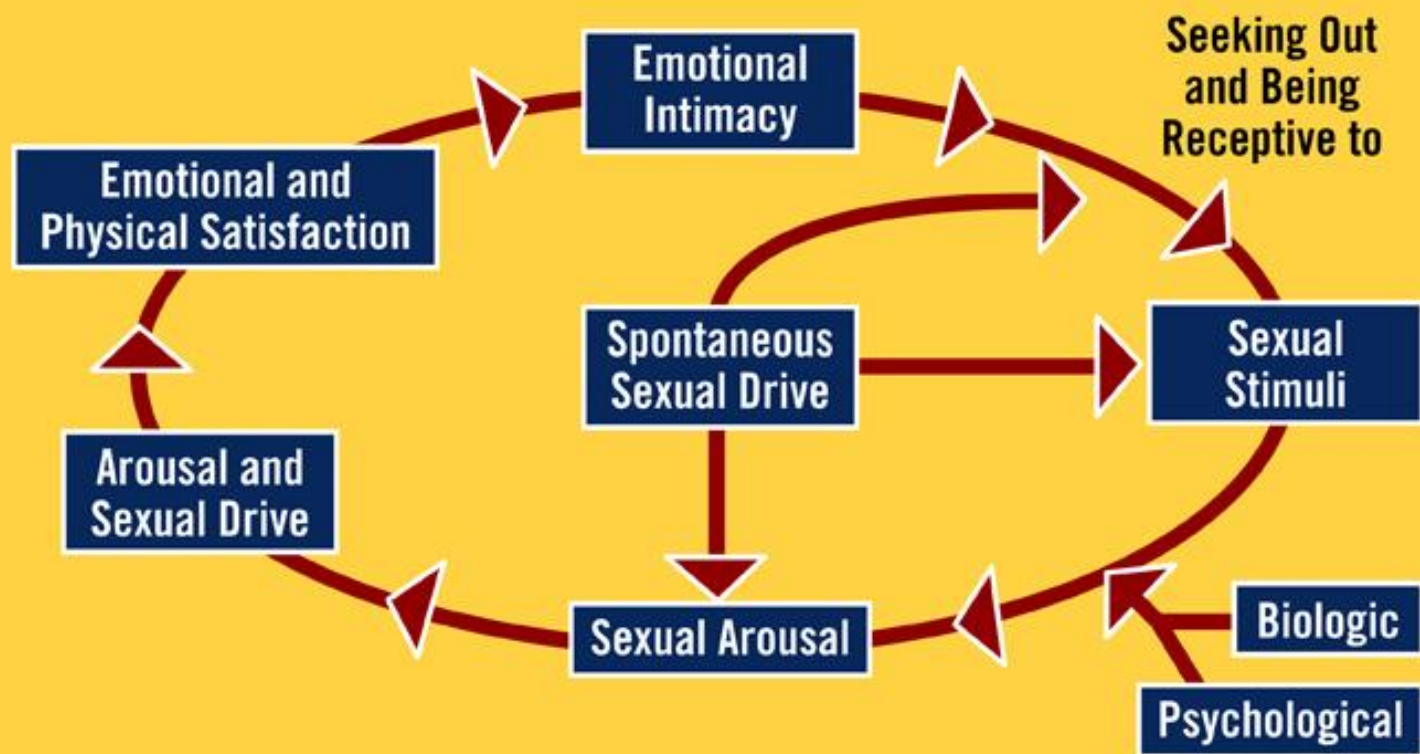 Seeking Out
and Being
Receptive to
Emotional
Intimacy
Emotional and
Physical Satisfaction
Spontaneous
Sexual Drive
Sexual
Stimuli
Arousal and
Sexual Drive
Sexual Arousal
Biologic
Psychological